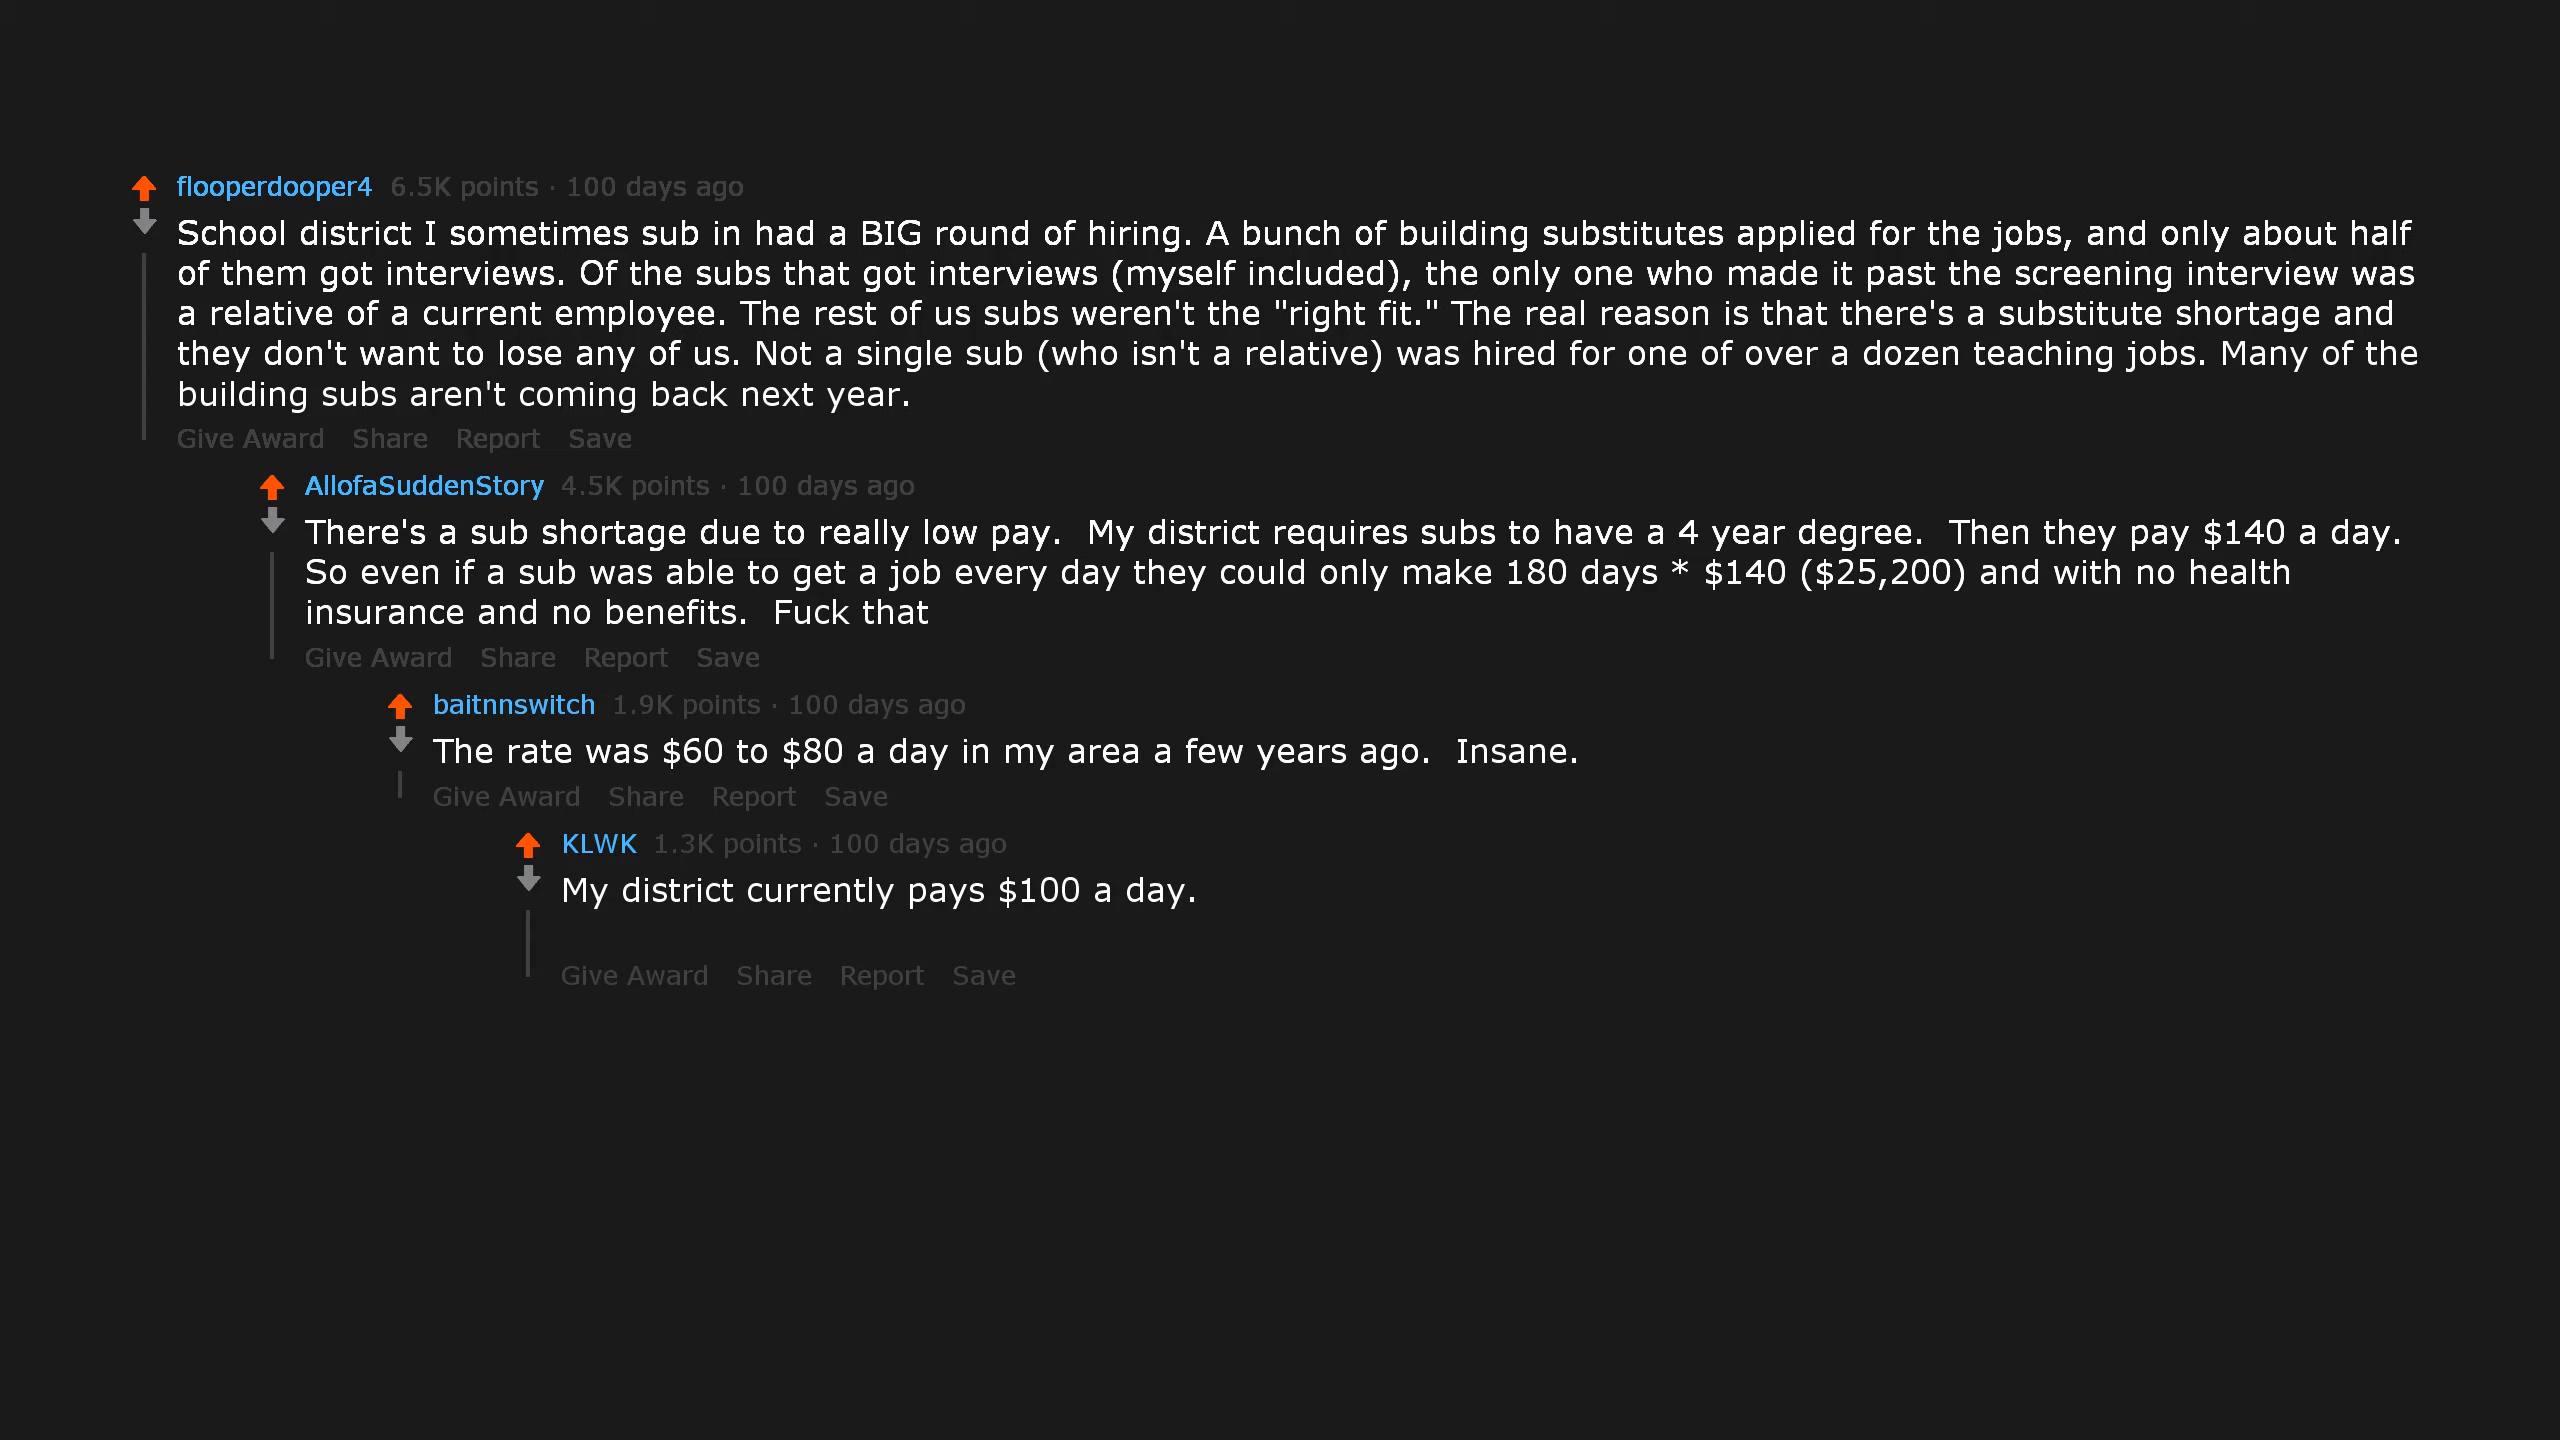 flooperdooper4 6.5K points · 100 days ago
School district I sometimes sub in had a BIG round of hiring. A bunch of building substitutes applied for the jobs, and only about half
of them got interviews. Of the subs that got interviews (myself included), the only one who made it past the screening interview was
a relative of a current employee. The rest of us subs weren't the "right fit." The real reason is that there's a substitute shortage and
they don't want to lose any of us. Not a single sub (who isn't a relative) was hired for one of over a dozen teaching jobs. Many of the
building subs aren't coming back next year.
Give Award Share Report Save
AllofaSuddenStory 4.5K points · 100 days ago
There's a sub shortage due to really low pay.  My district requires subs to have a 4 year degree.  Then they pay $140 a day.
So even if a sub was able to get a job every day they could only make 180 days * $140 ($25,200) and with no health
insurance and no benefits.  Fuck that
Give Award Share Report Save
baitnnswitch 1.9K points · 100 days ago
The rate was $60 to $80 a day in my area a few years ago.  Insane.
Give Award Share Report Save
KLWK 1.3K points · 100 days ago
My district currently pays $100 a day.
Give Award Share Report Save